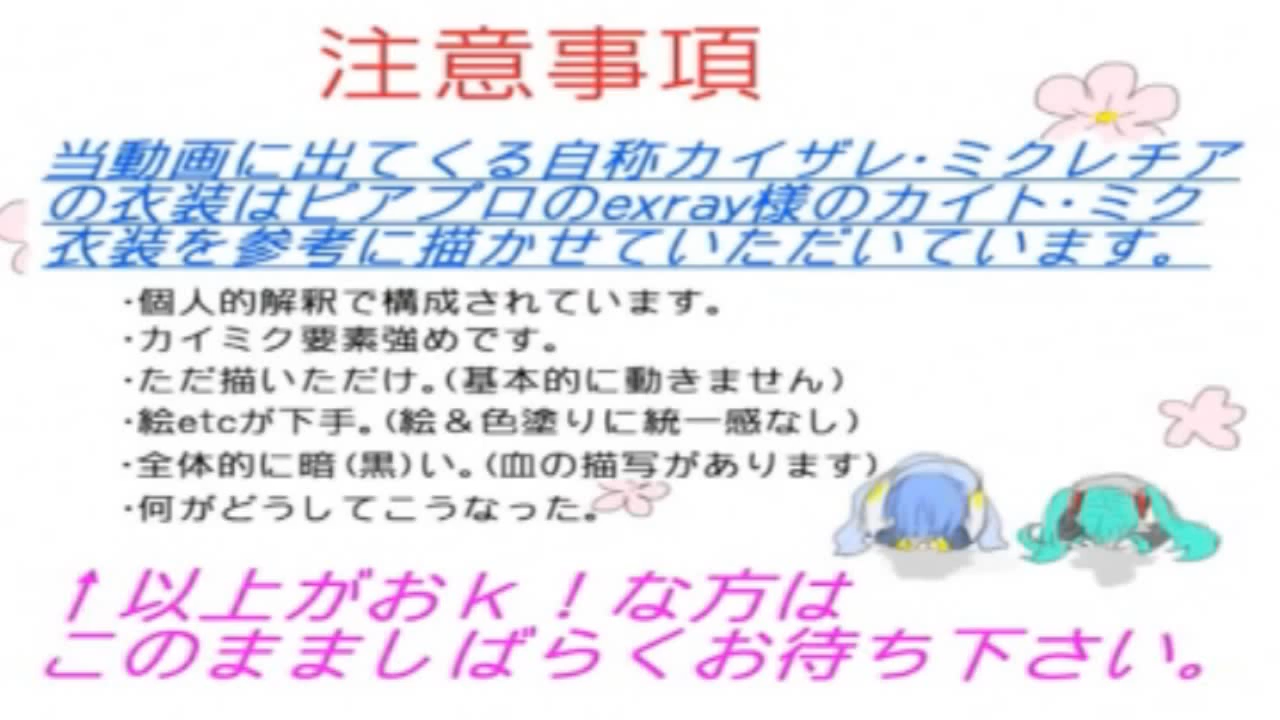 注意事項
当動画に出てくる自称カイザレ・ミクレチア
の衣装はピアプロのexray様のカイト・ミク
衣装を参考に描かせていただいています。
・個人的解釈で構成されています。
・カイミク要素強めです。
・ただ描いただけ。(基本的に動きません)
・絵etcが下手。(絵&色塗りに統一感なし)
・全体的に暗(黒)い。(血の描写があります)
・何がどうしてこうなった。
↑以上がおk!な方は
このまましばらくお待ち下さい。